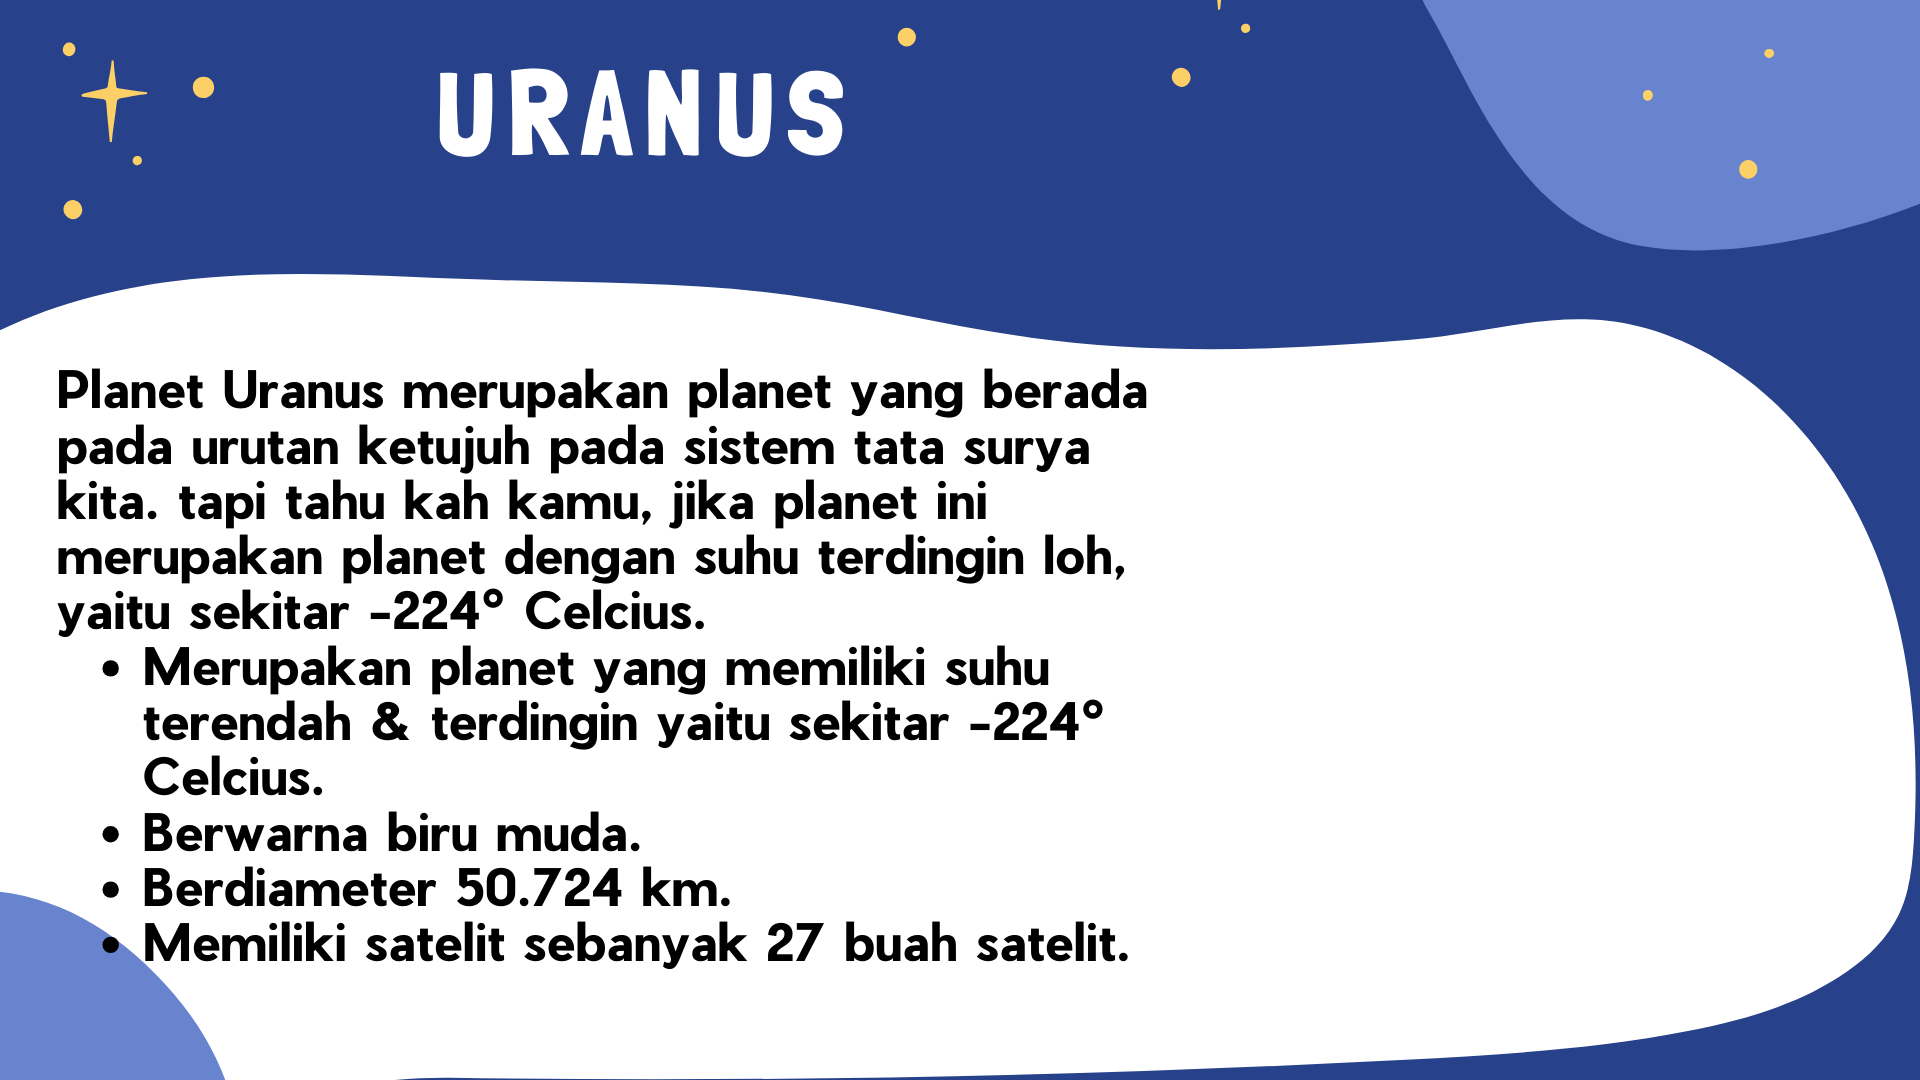 URANUS
Planet Uranus merupakan planet yang berada
pada urutan ketujuh pada sistem tata surya
kita. tapi tahu kah kamu, jika planet ini
merupakan planet dengan suhu terdingin loh,
yaitu sekitar -224° Celcius.
• Merupakan planet yang memiliki suhu
terendah & terdingin yaitu sekitar -224°
Celcius.
• Berwarna biru muda.
• Berdiameter 50.724 km.
• Memiliki satelit sebanyak 27 buah satelit.